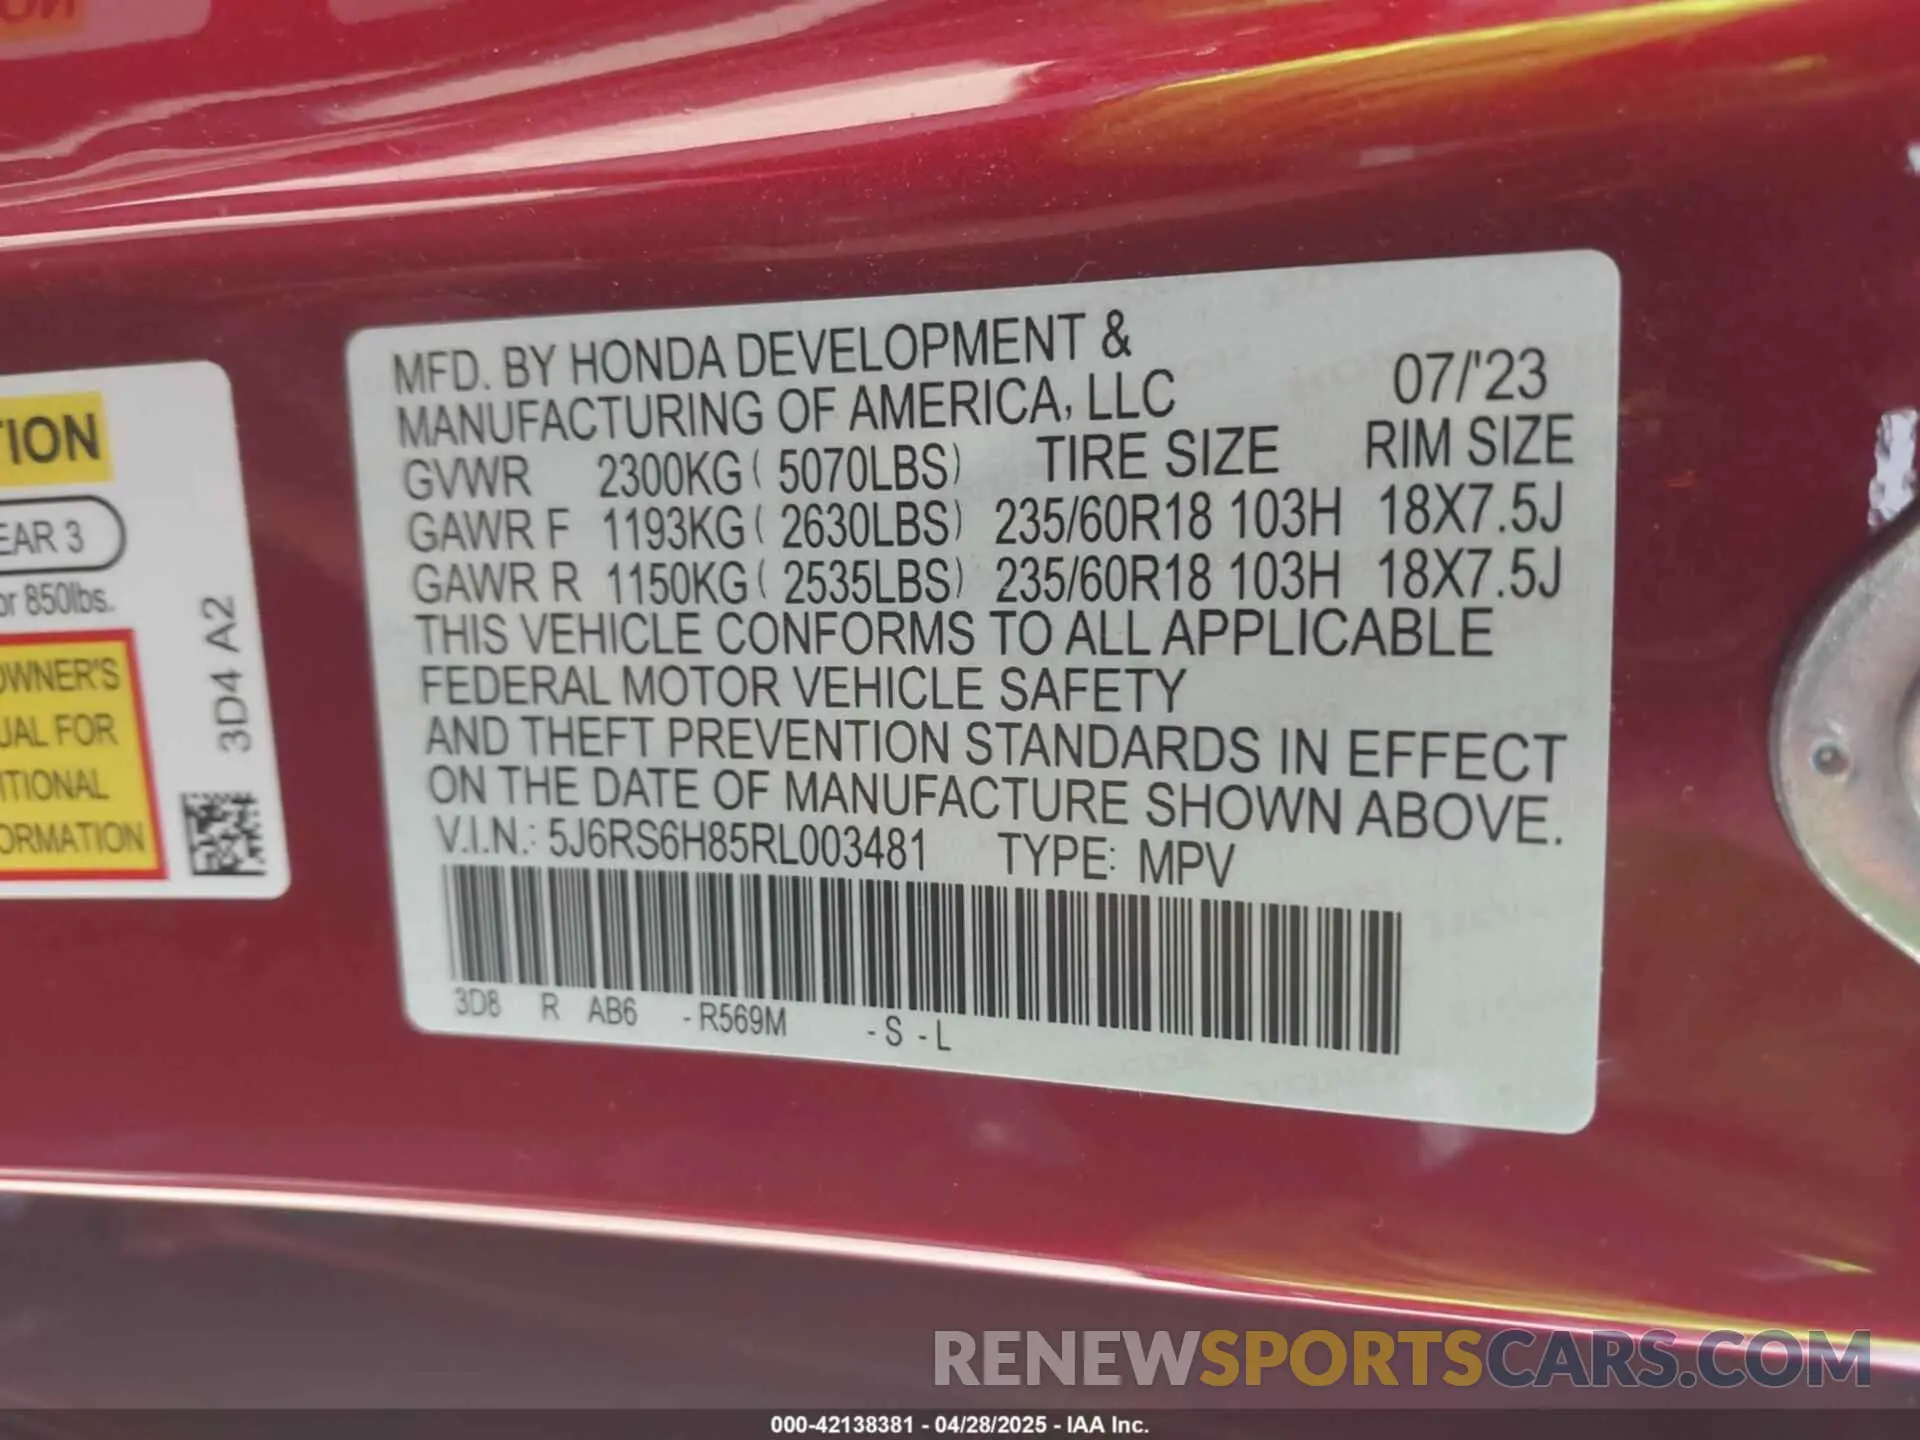 TION
EAR 3
or 850lbs.
OWNER'S
UAL FOR
ITIONAL
ORMATION
3D4 A2
MFD. BY HONDA DEVELOPMENT &
MANUFACTURING OF AMERICA, LLC 07/'23
GVWR 2300KG ( 5070LBS) TIRE SIZE RIM SIZE
GAWR F 1193KG ( 2630LBS) 235/60R18 103H 18X7.5J
GAWR R 1150KG ( 2535LBS) 235/60R18 103H 18X7.5J
THIS VEHICLE CONFORMS TO ALL APPLICABLE
FEDERAL MOTOR VEHICLE SAFETY
AND THEFT PREVENTION STANDARDS IN EFFECT
ON THE DATE OF MANUFACTURE SHOWN ABOVE.
V.I.N.: 5J6RS6H85RL003481 TYPE: MPV
3D8 R AB6 - R569M - S - L
RENEWSPORTSCARS.COM
000-42138381 - 04/28/2025 - IAA Inc.